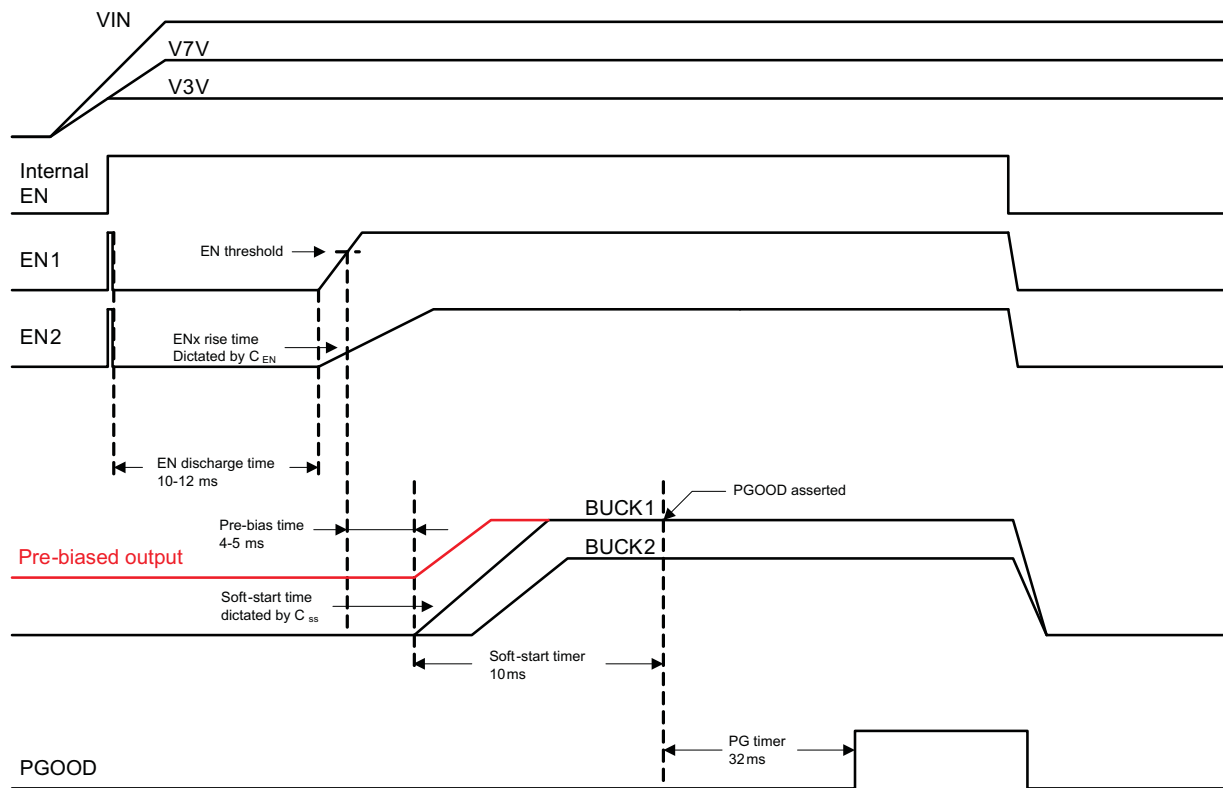 VIN
V7V
V3V
Internal
EN
EN threshold
EN1
EN2
ENx rise time
Dictated by C EN
EN discharge time
10-12 ms
PGOOD asserted
BUCK1
Pre-bias time
4-5 ms
Pre-biased output
BUCK2
Soft-start time
dictated by C ss
Soft-start timer
10ms
PG timer
32ms
PGOOD